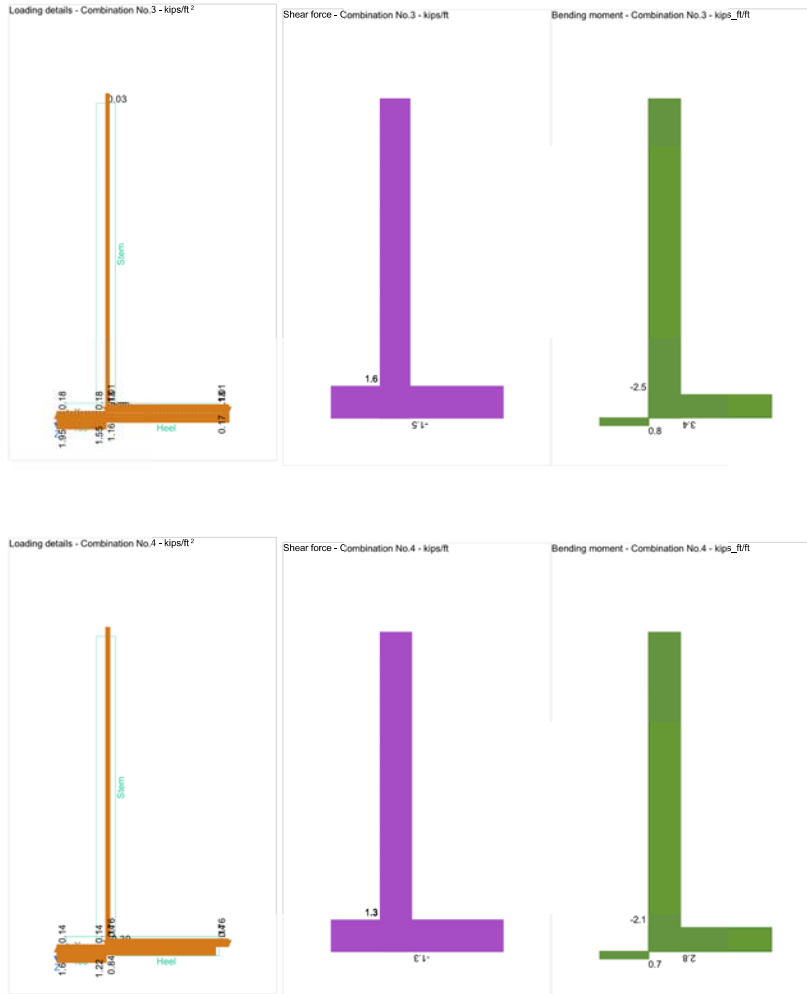 Loading details - Combination No.3 - kips/ft²
Shear force - Combination No.3 - kips/ft
Bending moment - Combination No.3 - kips_ft/ft
0.03
Stem
0.18
0.18
1.6
-2.5
1.95
1.55
1.16
0.17
Heel
-1.5
0.8
3.4
Loading details - Combination No.4 - kips/ft²
Shear force - Combination No.4 - kips/ft
Bending moment - Combination No.4 - kips_ft/ft
Stem
0.14
0.14
1.3
-2.1
1.6
1.22
0.84
Heel
-1.3
0.7
2.8